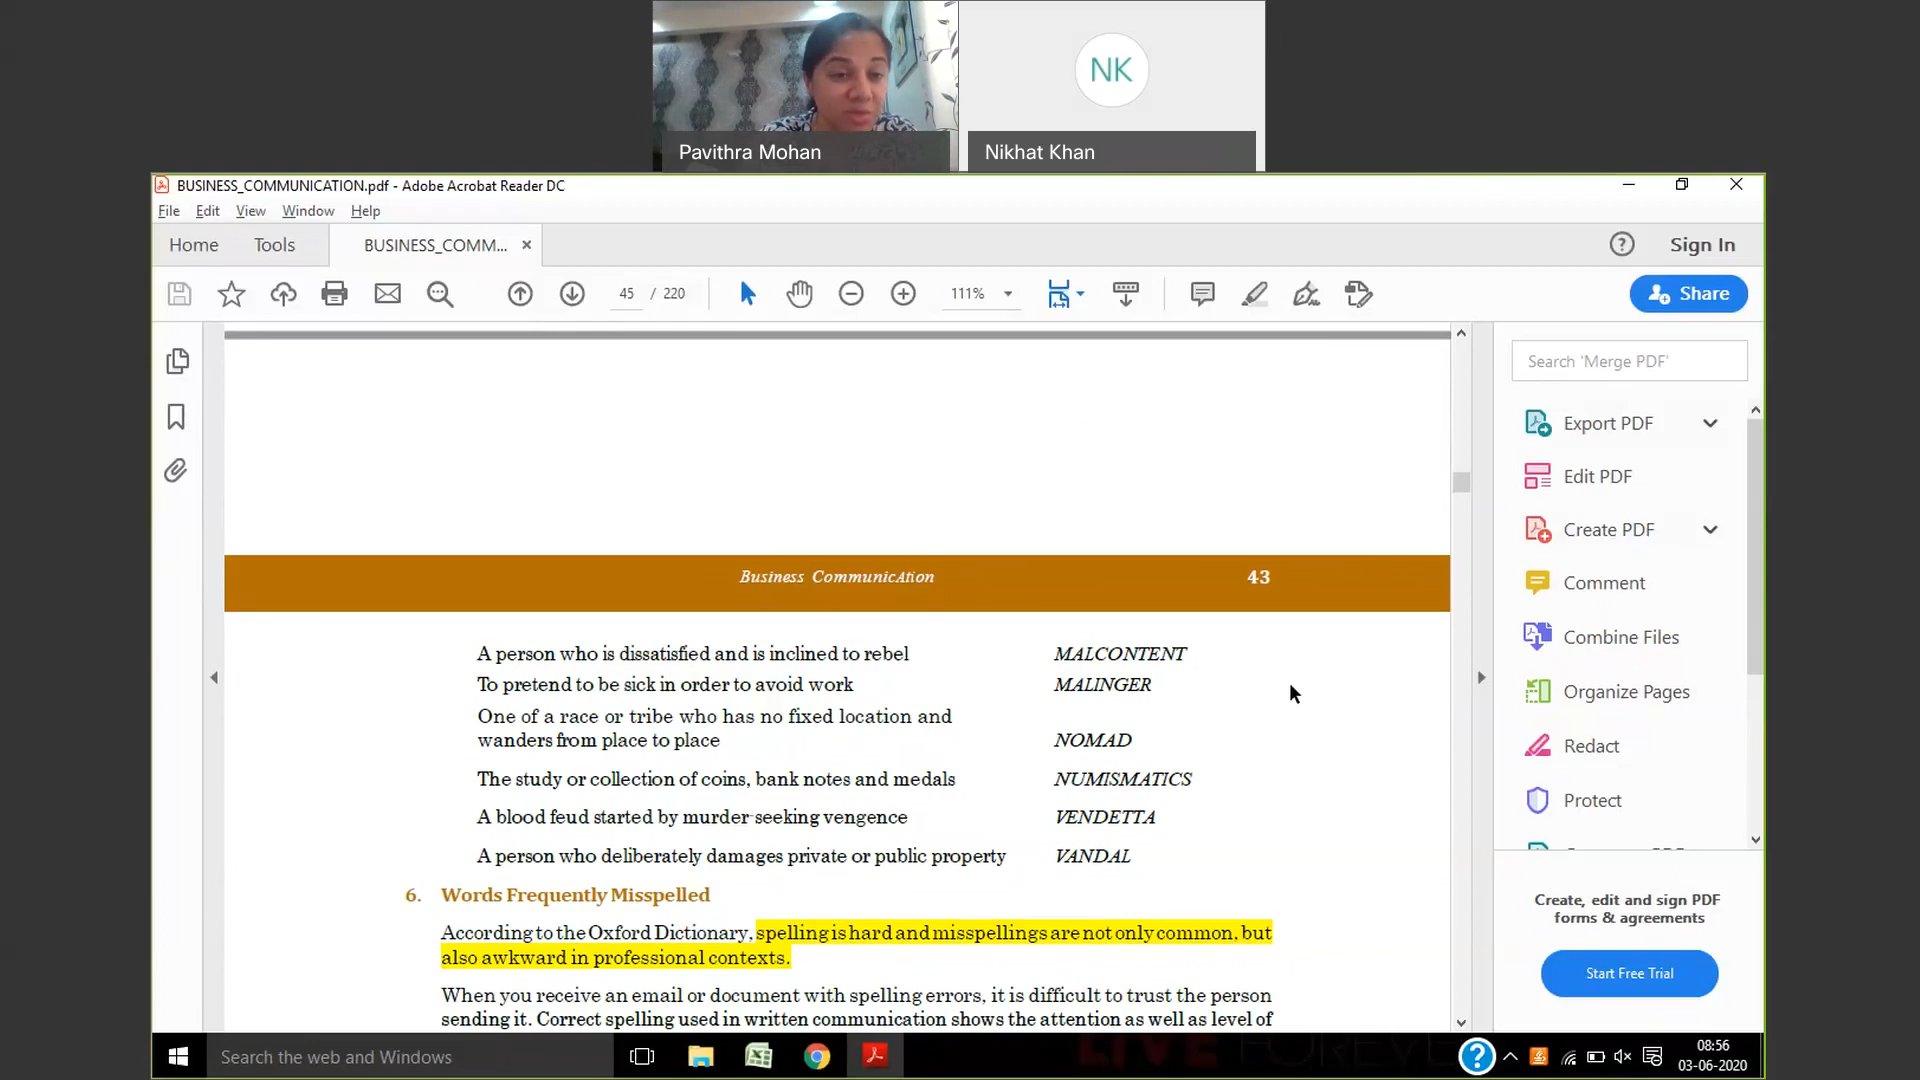 NK
Pavithra Mohan
Nikhat Khan
BUSINESS_COMMUNICATION.pdf - Adobe Acrobat Reader DC
File Edit View Window Help
Home Tools BUSINESS_COMM... × Sign In
45 / 220 111% Share
Search 'Merge PDF'
Export PDF
Edit PDF
Create PDF
Comment
Combine Files
Organize Pages
Redact
Protect
Create, edit and sign PDF
forms & agreements
Start Free Trial
Business CommunicAtion 43
A person who is dissatisfied and is inclined to rebel MALCONTENT
To pretend to be sick in order to avoid work MALINGER
One of a race or tribe who has no fixed location and
wanders from place to place NOMAD
The study or collection of coins, bank notes and medals NUMISMATICS
A blood feud started by murder-seeking vengence VENDETTA
A person who deliberately damages private or public property VANDAL
6. Words Frequently Misspelled
According to the Oxford Dictionary, spelling is hard and misspellings are not only common, but
also awkward in professional contexts.
When you receive an email or document with spelling errors, it is difficult to trust the person
sending it. Correct spelling used in written communication shows the attention as well as level of
Search the web and Windows
08:56
03-06-2020